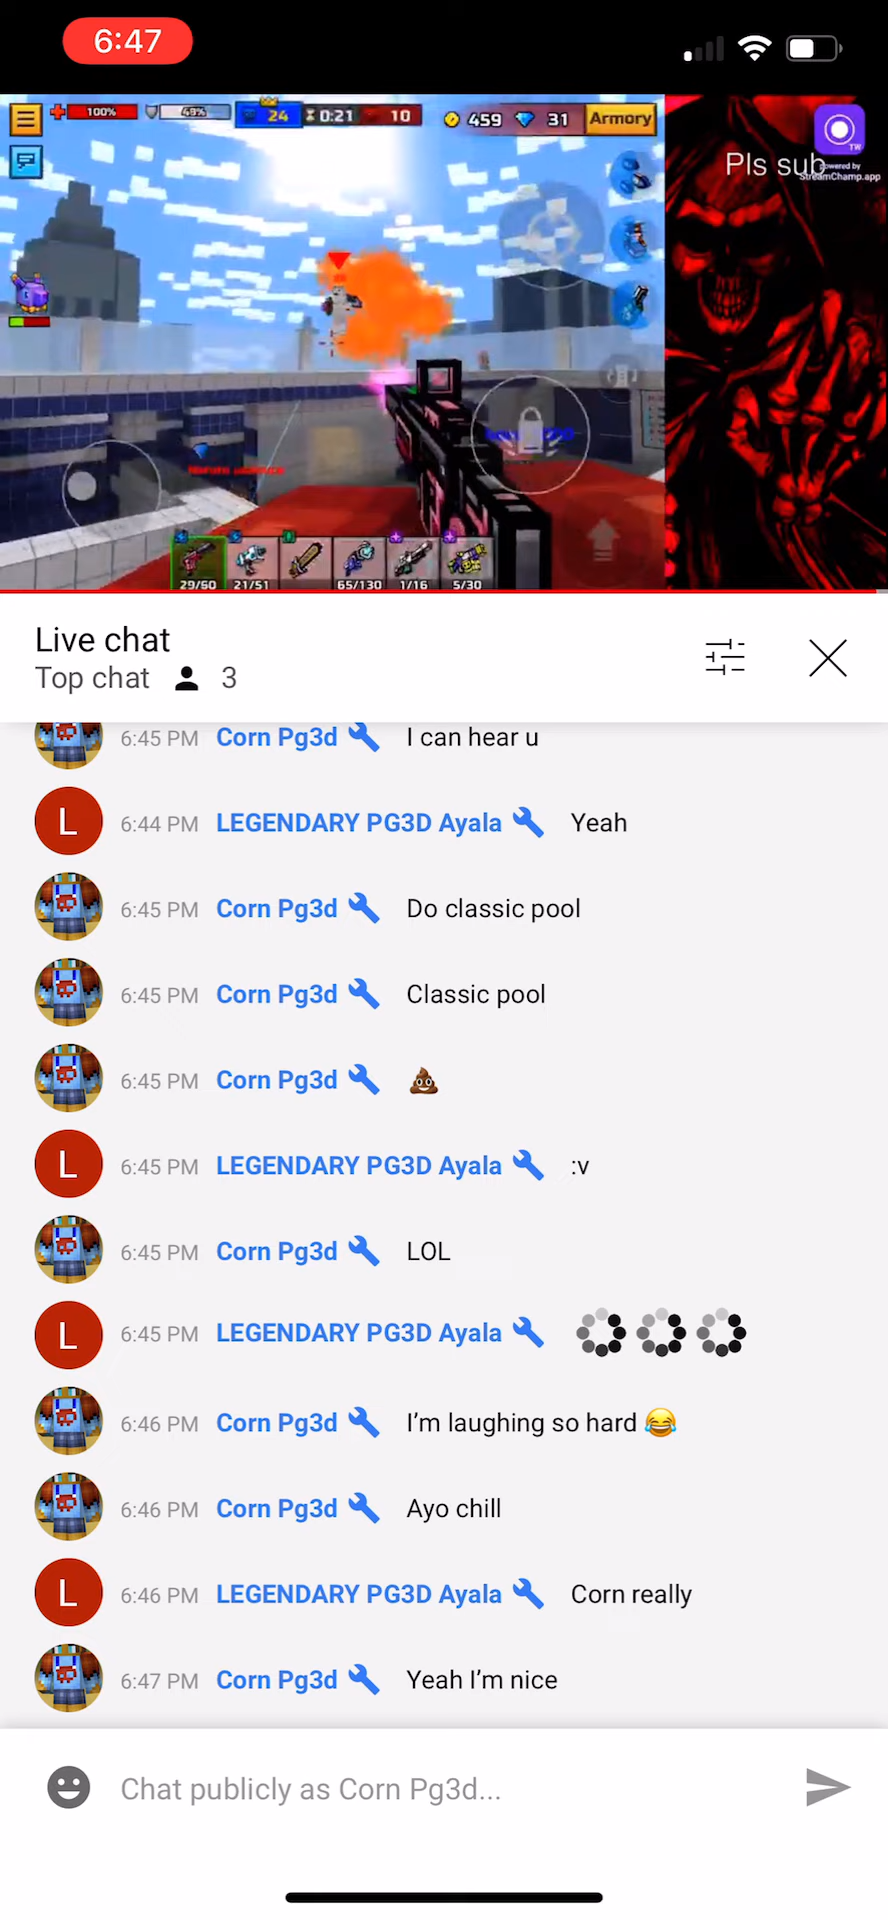 6:47
100%
49%
24
0:21
10
459
31
Armory
Pls sub
TW
powered by
StreamChamp.app
29/60
21/51
65/130
1/16
5/30
Live chat
Top chat 3
6:45 PM Corn Pg3d I can hear u
L 6:44 PM LEGENDARY PG3D Ayala Yeah
6:45 PM Corn Pg3d Do classic pool
6:45 PM Corn Pg3d Classic pool
6:45 PM Corn Pg3d 💩
L 6:45 PM LEGENDARY PG3D Ayala :v
6:45 PM Corn Pg3d LOL
L 6:45 PM LEGENDARY PG3D Ayala
6:46 PM Corn Pg3d I’m laughing so hard 😂
6:46 PM Corn Pg3d Ayo chill
L 6:46 PM LEGENDARY PG3D Ayala Corn really
6:47 PM Corn Pg3d Yeah I’m nice
Chat publicly as Corn Pg3d...